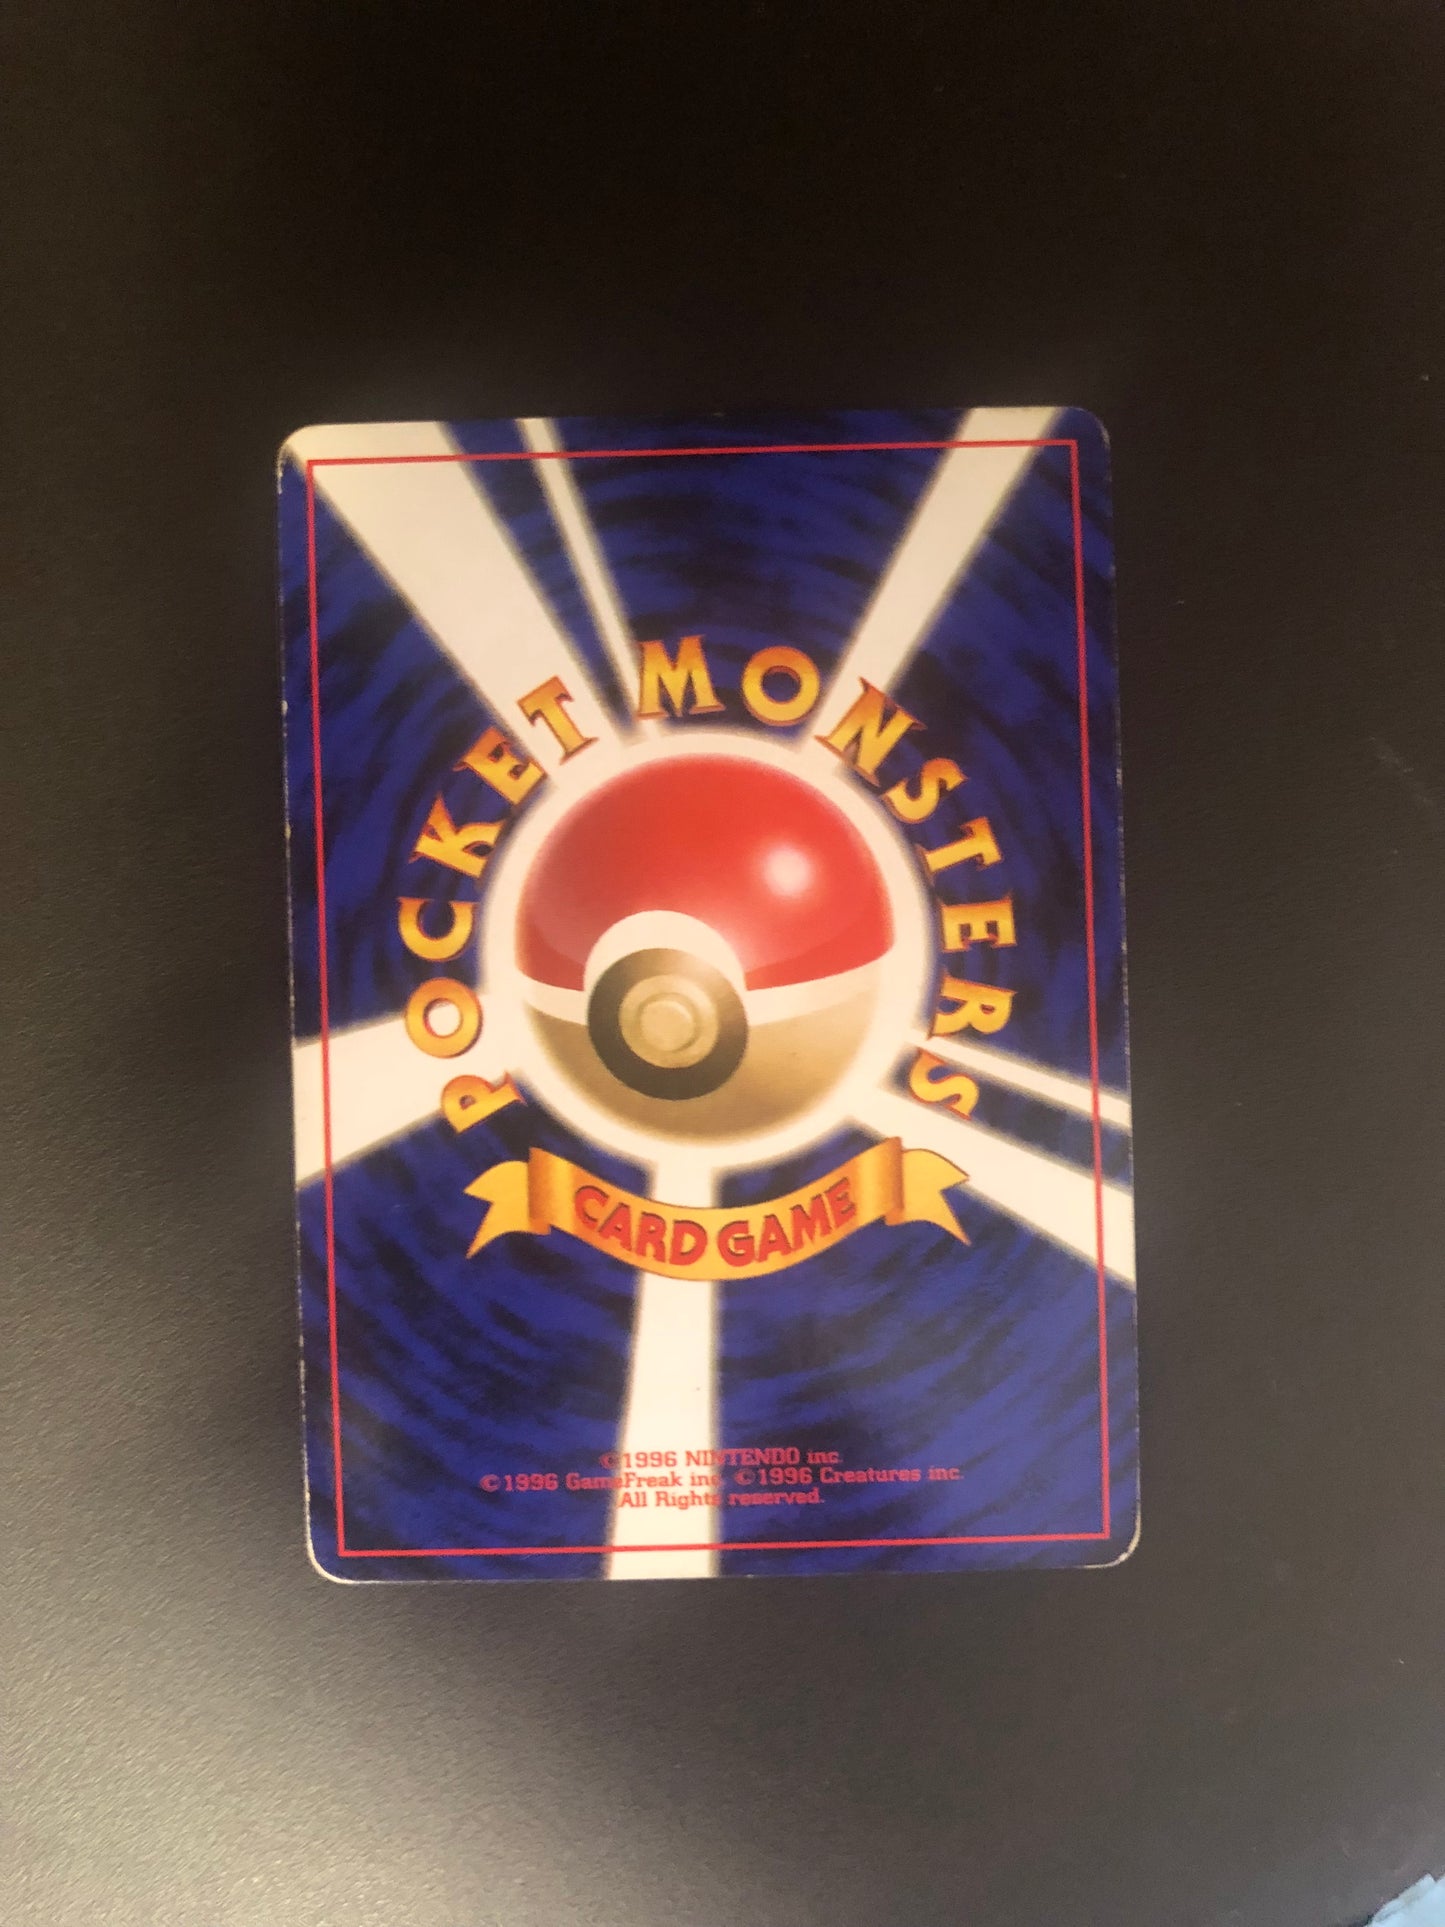 POCKET MONSTERS
CARD GAME
©1996 NINTENDO inc.
©1996 GameFreak inc. ©1996 Creatures inc.
All Rights reserved.